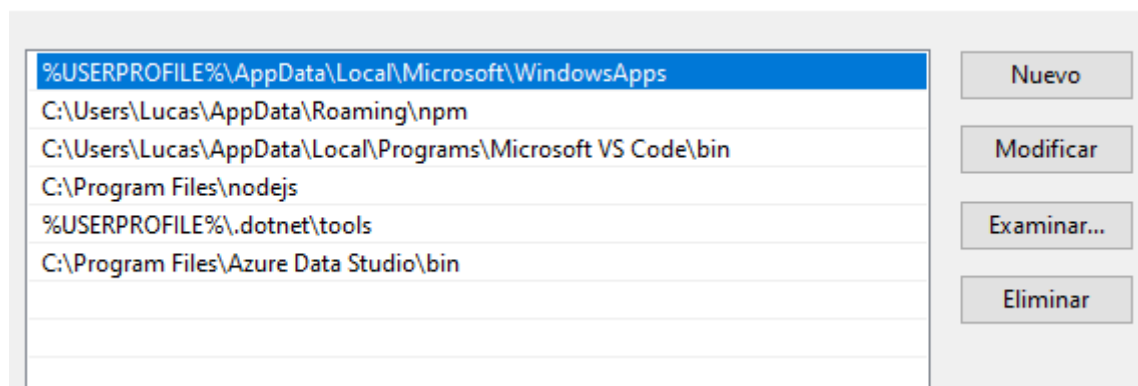 %USERPROFILE%\AppData\Local\Microsoft\WindowsApps
Nuevo
C:\Users\Lucas\AppData\Roaming\npm
C:\Users\Lucas\AppData\Local\Programs\Microsoft VS Code\bin
Modificar
C:\Program Files\nodejs
%USERPROFILE%\.dotnet\tools
Examinar...
C:\Program Files\Azure Data Studio\bin
Eliminar